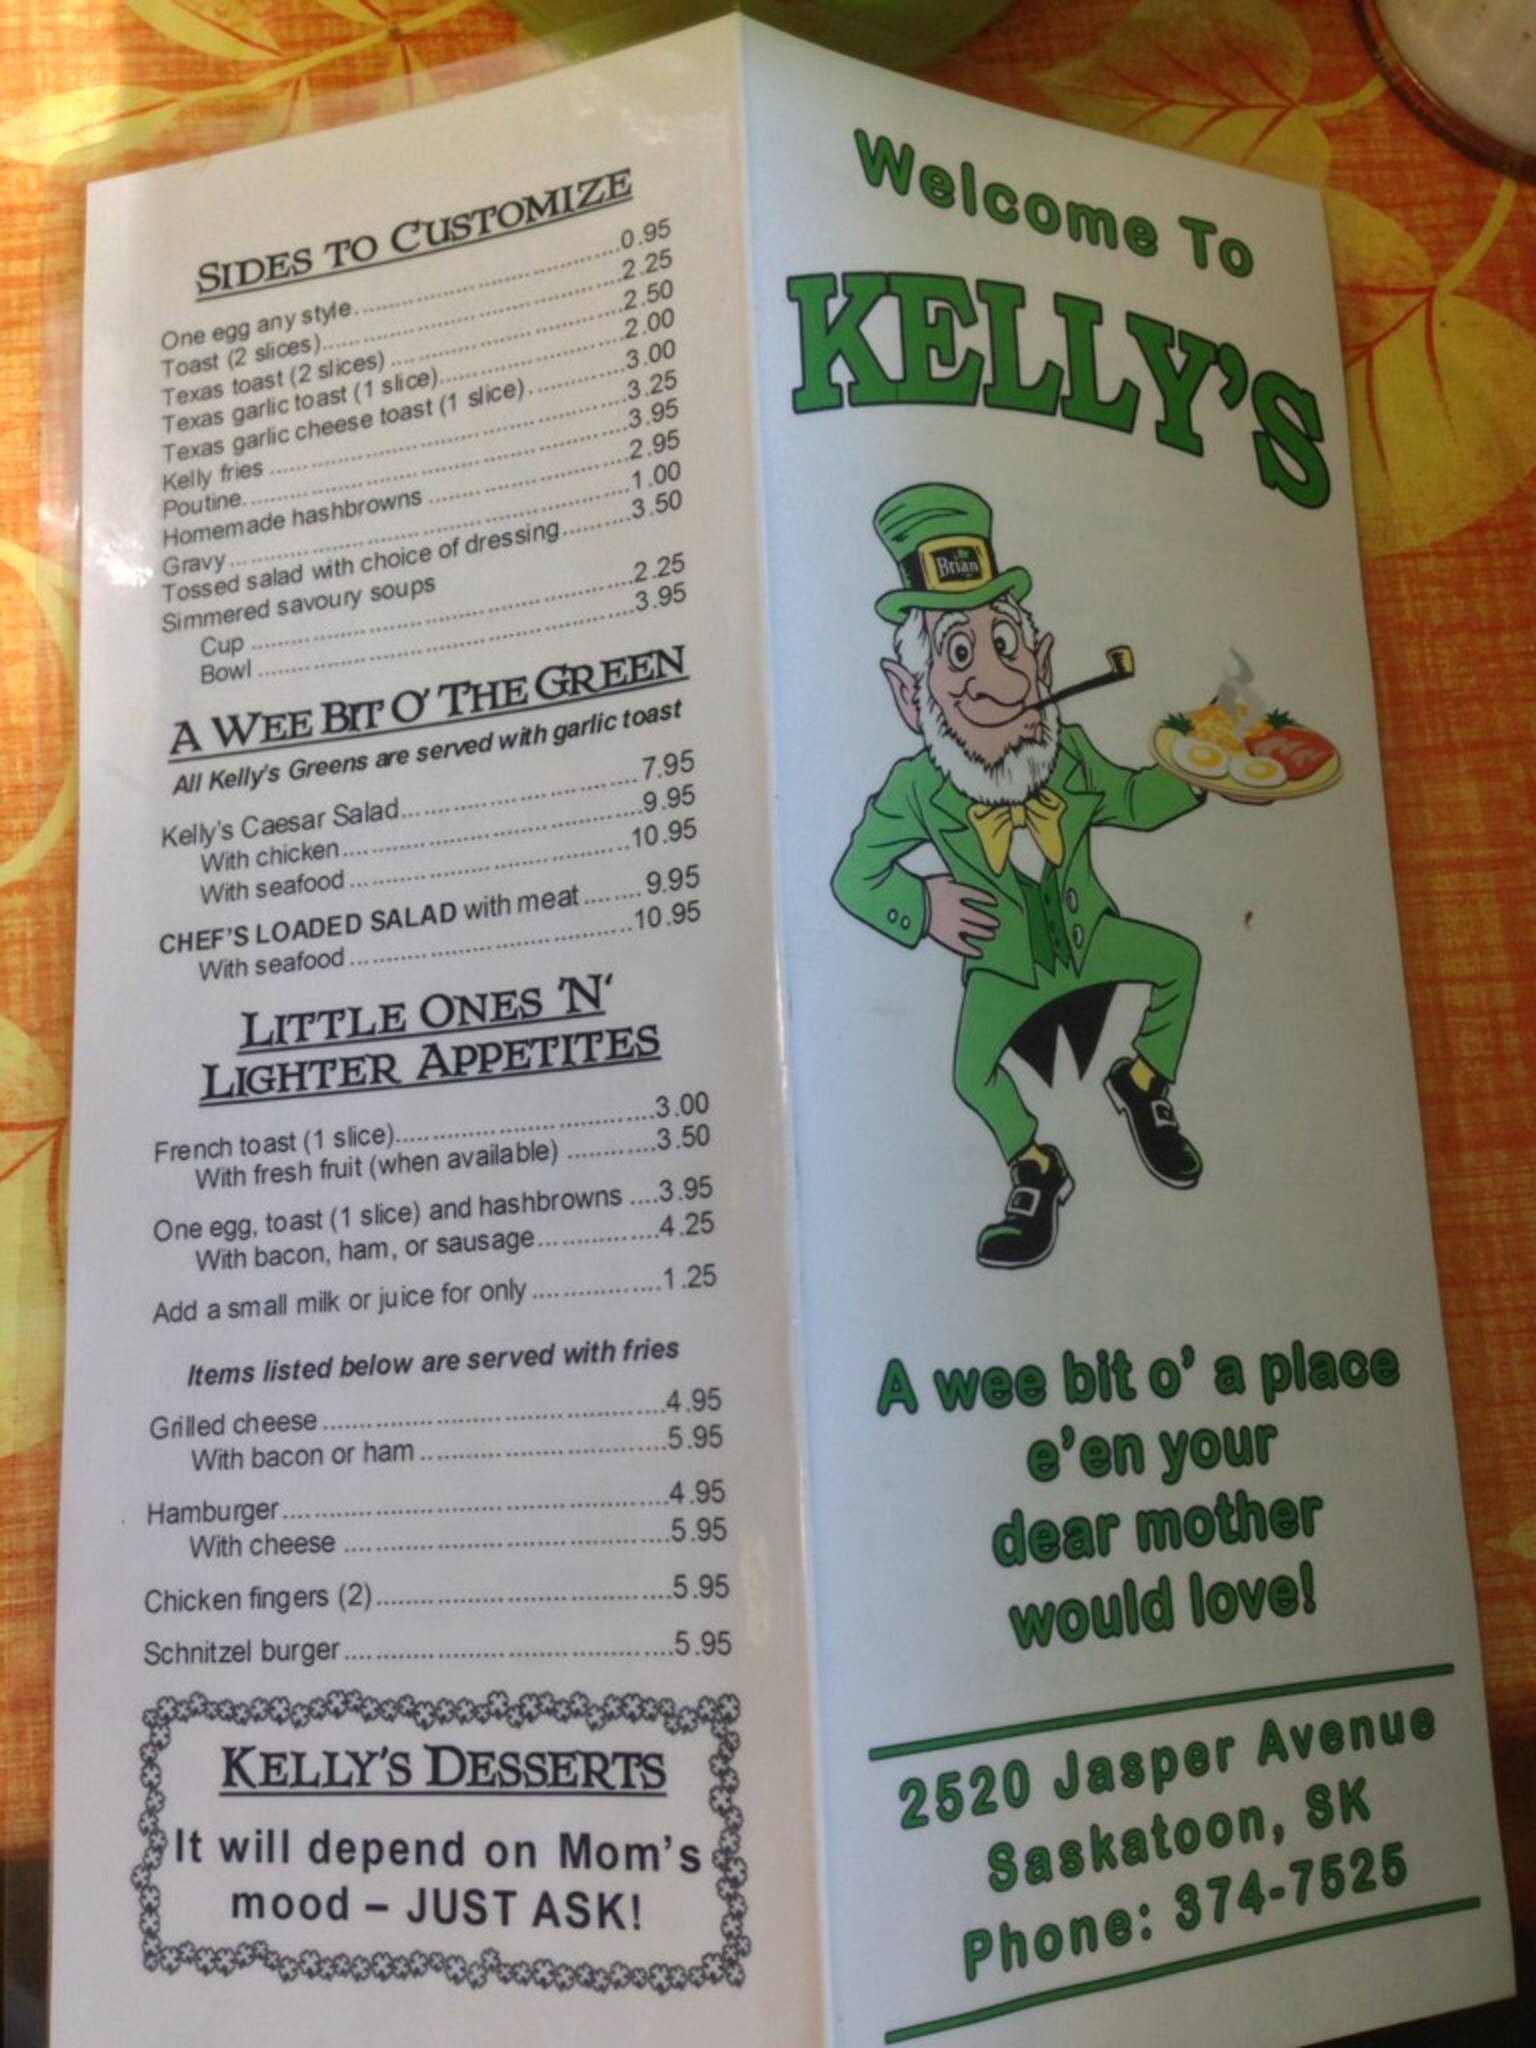 SIDES TO CUSTOMIZE
One egg any style 0.95
Toast (2 slices) 2.25
Texas toast (2 slices) 2.50
Texas garlic toast (1 slice) 2.00
Texas garlic cheese toast (1 slice) 3.00
Kelly fries 3.25
Poutine 3.95
Homemade hashbrowns 2.95
Gravy 1.00
Tossed salad with choice of dressing 3.50
Simmered savoury soups
Cup 2.25
Bowl 3.95
A WEE BIT O' THE GREEN
All Kelly's Greens are served with garlic toast
Kelly's Caesar Salad 7.95
With chicken 9.95
With seafood 10.95
CHEF'S LOADED SALAD with meat 9.95
With seafood 10.95
LITTLE ONES 'N'
LIGHTER APPETITES
French toast (1 slice) 3.00
With fresh fruit (when available) 3.50
One egg, toast (1 slice) and hashbrowns 3.95
With bacon, ham, or sausage 4.25
Add a small milk or juice for only 1.25
Items listed below are served with fries
Grilled cheese 4.95
With bacon or ham 5.95
Hamburger 4.95
With cheese 5.95
Chicken fingers (2) 5.95
Schnitzel burger 5.95
KELLY'S DESSERTS
It will depend on Mom's
mood – JUST ASK!
Welcome To
KELLY'S
Brian
A wee bit o' a place
e'en your
dear mother
would love!
2520 Jasper Avenue
Saskatoon, SK
Phone: 374-7525